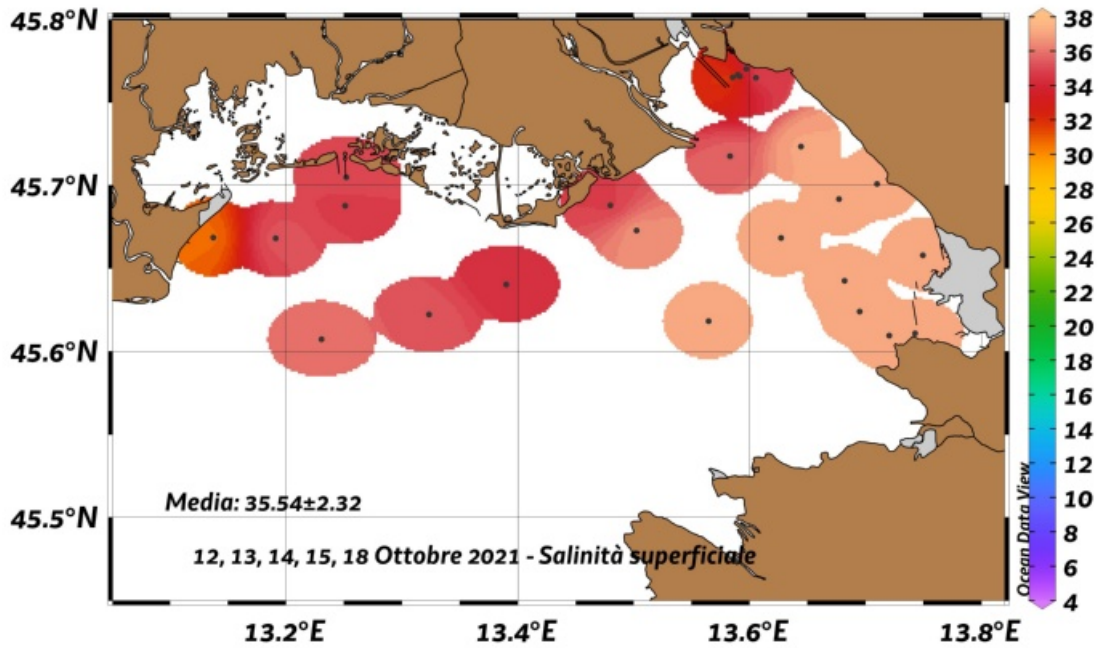 45.8°N
45.7°N
45.6°N
45.5°N
13.2°E
13.4°E
13.6°E
13.8°E
Media: 35.54±2.32
12, 13, 14, 15, 18 Ottobre 2021 - Salinità superficiale
38
36
34
32
30
28
26
24
22
20
18
16
14
12
10
8
6
4
Ocean Data View